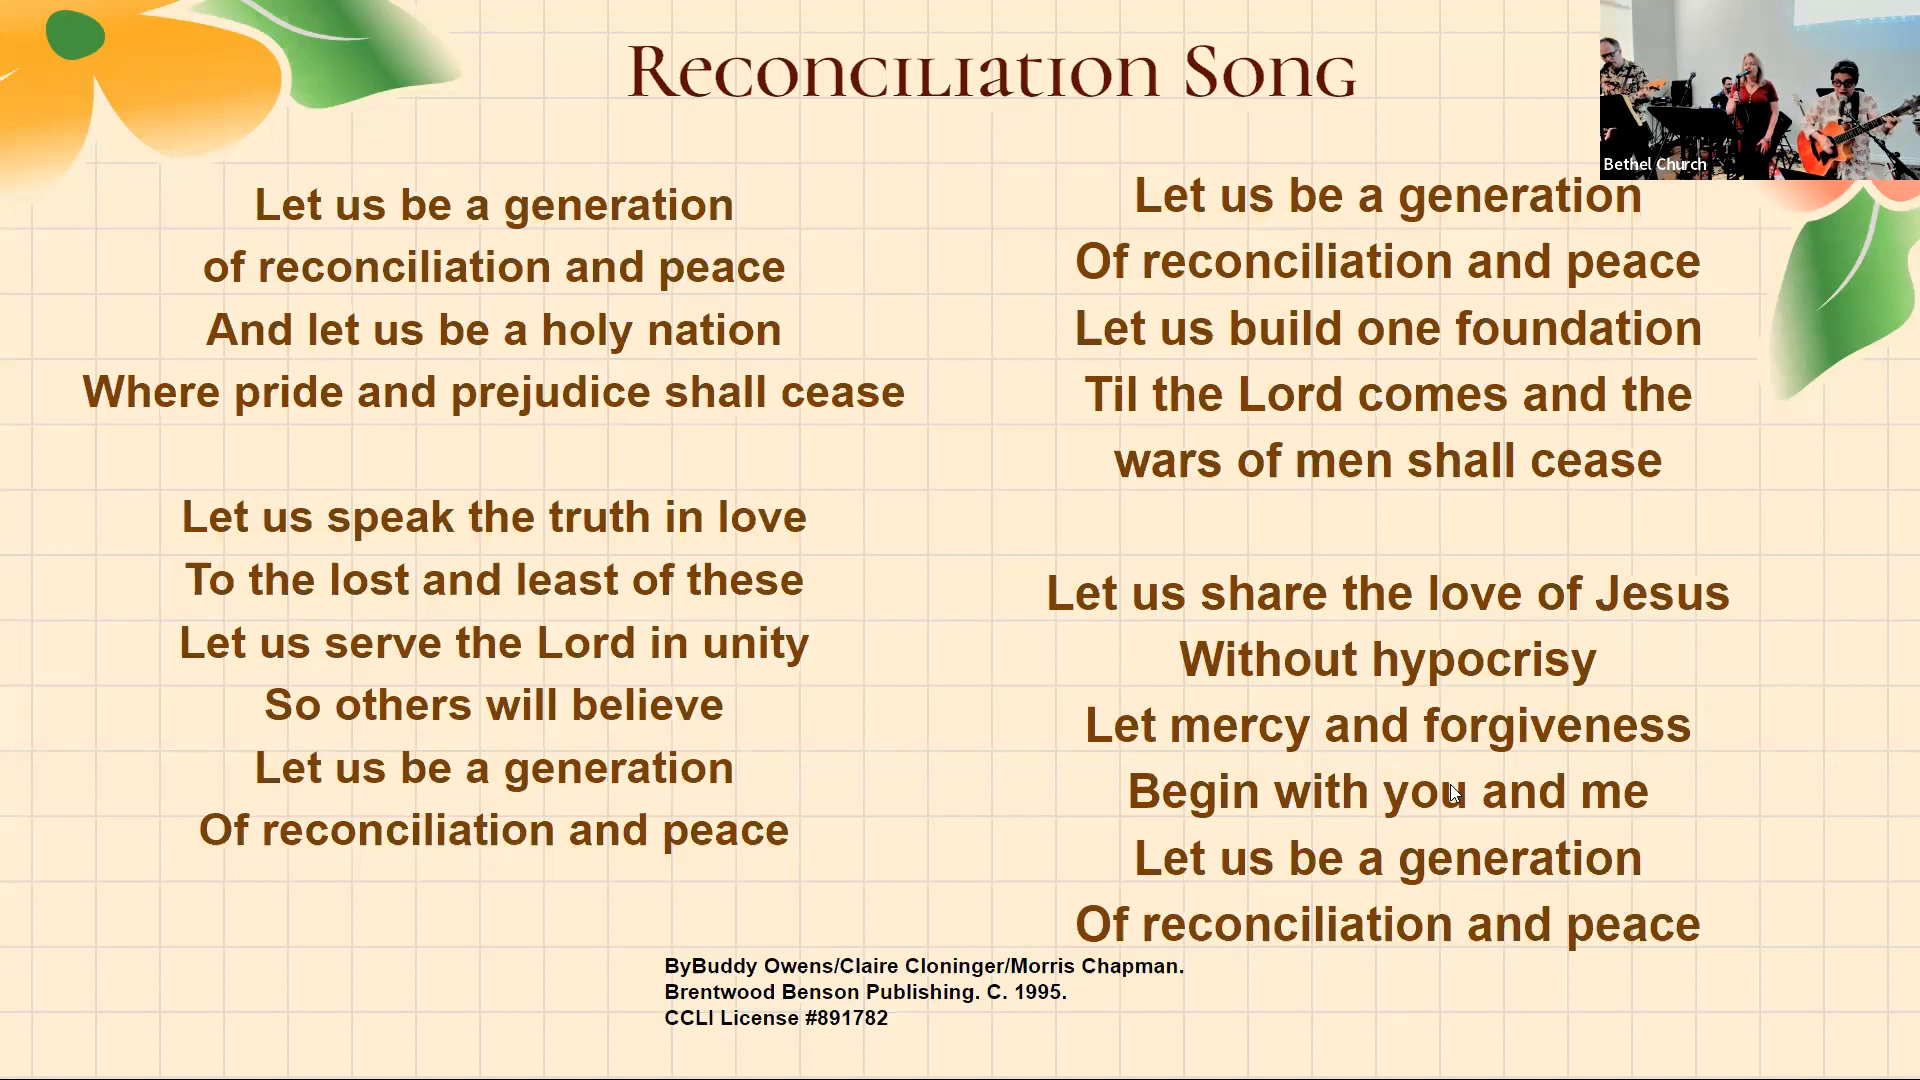 Reconciliation Song
Bethel Church
Let us be a generation
of reconciliation and peace
And let us be a holy nation
Where pride and prejudice shall cease
Let us speak the truth in love
To the lost and least of these
Let us serve the Lord in unity
So others will believe
Let us be a generation
Of reconciliation and peace
Let us be a generation
Of reconciliation and peace
Let us build one foundation
Til the Lord comes and the
wars of men shall cease
Let us share the love of Jesus
Without hypocrisy
Let mercy and forgiveness
Begin with you and me
Let us be a generation
Of reconciliation and peace
ByBuddy Owens/Claire Cloninger/Morris Chapman.
Brentwood Benson Publishing. C. 1995.
CCLI License #891782